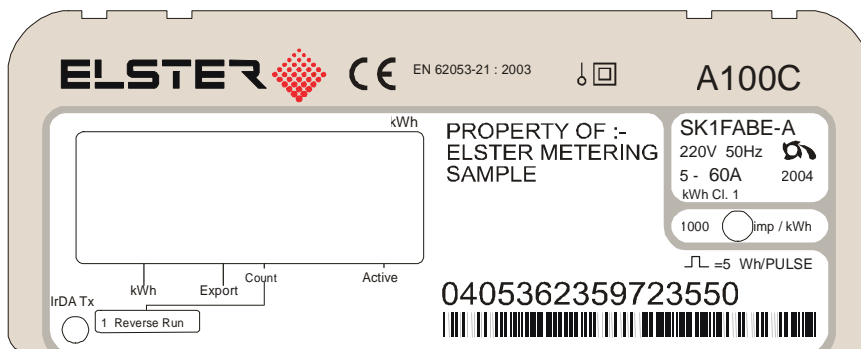 ELSTER CE EN 62053-21 : 2003 A100C
kWh
PROPERTY OF :-
ELSTER METERING
SAMPLE
SK1FABE-A
220V 50Hz
5 - 60A 2004
kWh Cl. 1
1000 imp / kWh
=5 Wh/PULSE
kWh Export Count Active
IrDA Tx
1 Reverse Run
0405362359723550